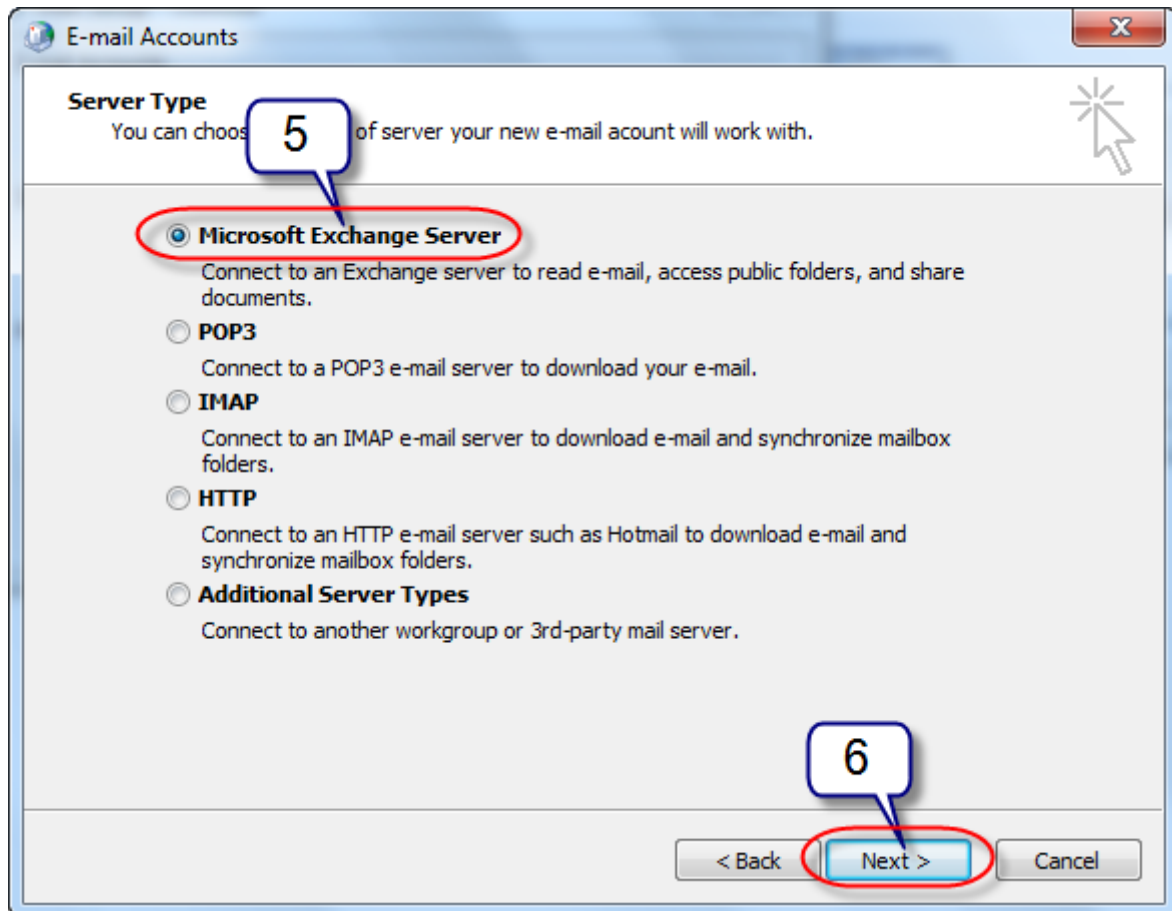 E-mail Accounts
Server Type
You can choos
5
of server your new e-mail acount will work with.
Microsoft Exchange Server
Connect to an Exchange server to read e-mail, access public folders, and share
documents.
POP3
Connect to a POP3 e-mail server to download your e-mail.
IMAP
Connect to an IMAP e-mail server to download e-mail and synchronize mailbox
folders.
HTTP
Connect to an HTTP e-mail server such as Hotmail to download e-mail and
synchronize mailbox folders.
Additional Server Types
Connect to another workgroup or 3rd-party mail server.
6
< Back
Next >
Cancel